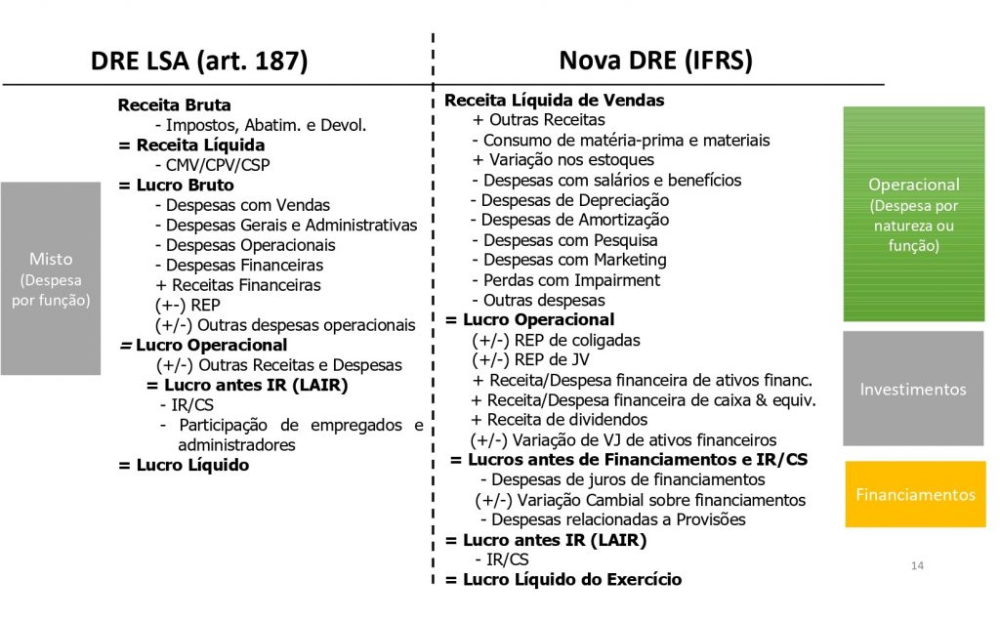 DRE LSA (art. 187)
Receita Bruta
- Impostos, Abatim. e Devol.
= Receita Líquida
- CMV/CPV/CSP
= Lucro Bruto
- Despesas com Vendas
- Despesas Gerais e Administrativas
- Despesas Operacionais
- Despesas Financeiras
+ Receitas Financeiras
(+-) REP
(+/-) Outras despesas operacionais
= Lucro Operacional
(+/-) Outras Receitas e Despesas
= Lucro antes IR (LAIR)
- IR/CS
- Participação de empregados e
administradores
= Lucro Líquido
Misto
(Despesa
por função)
Nova DRE (IFRS)
Receita Líquida de Vendas
+ Outras Receitas
- Consumo de matéria-prima e materiais
+ Variação nos estoques
- Despesas com salários e benefícios
- Despesas de Depreciação
- Despesas de Amortização
- Despesas com Pesquisa
- Despesas com Marketing
- Perdas com Impairment
- Outras despesas
= Lucro Operacional
(+/-) REP de coligadas
(+/-) REP de JV
+ Receita/Despesa financeira de ativos financ.
+ Receita/Despesa financeira de caixa & equiv.
+ Receita de dividendos
(+/-) Variação de VJ de ativos financeiros
= Lucros antes de Financiamentos e IR/CS
- Despesas de juros de financiamentos
(+/-) Variação Cambial sobre financiamentos
- Despesas relacionadas a Provisões
= Lucro antes IR (LAIR)
- IR/CS
= Lucro Líquido do Exercício
Operacional
(Despesa por
natureza ou
função)
Investimentos
Financiamentos
14